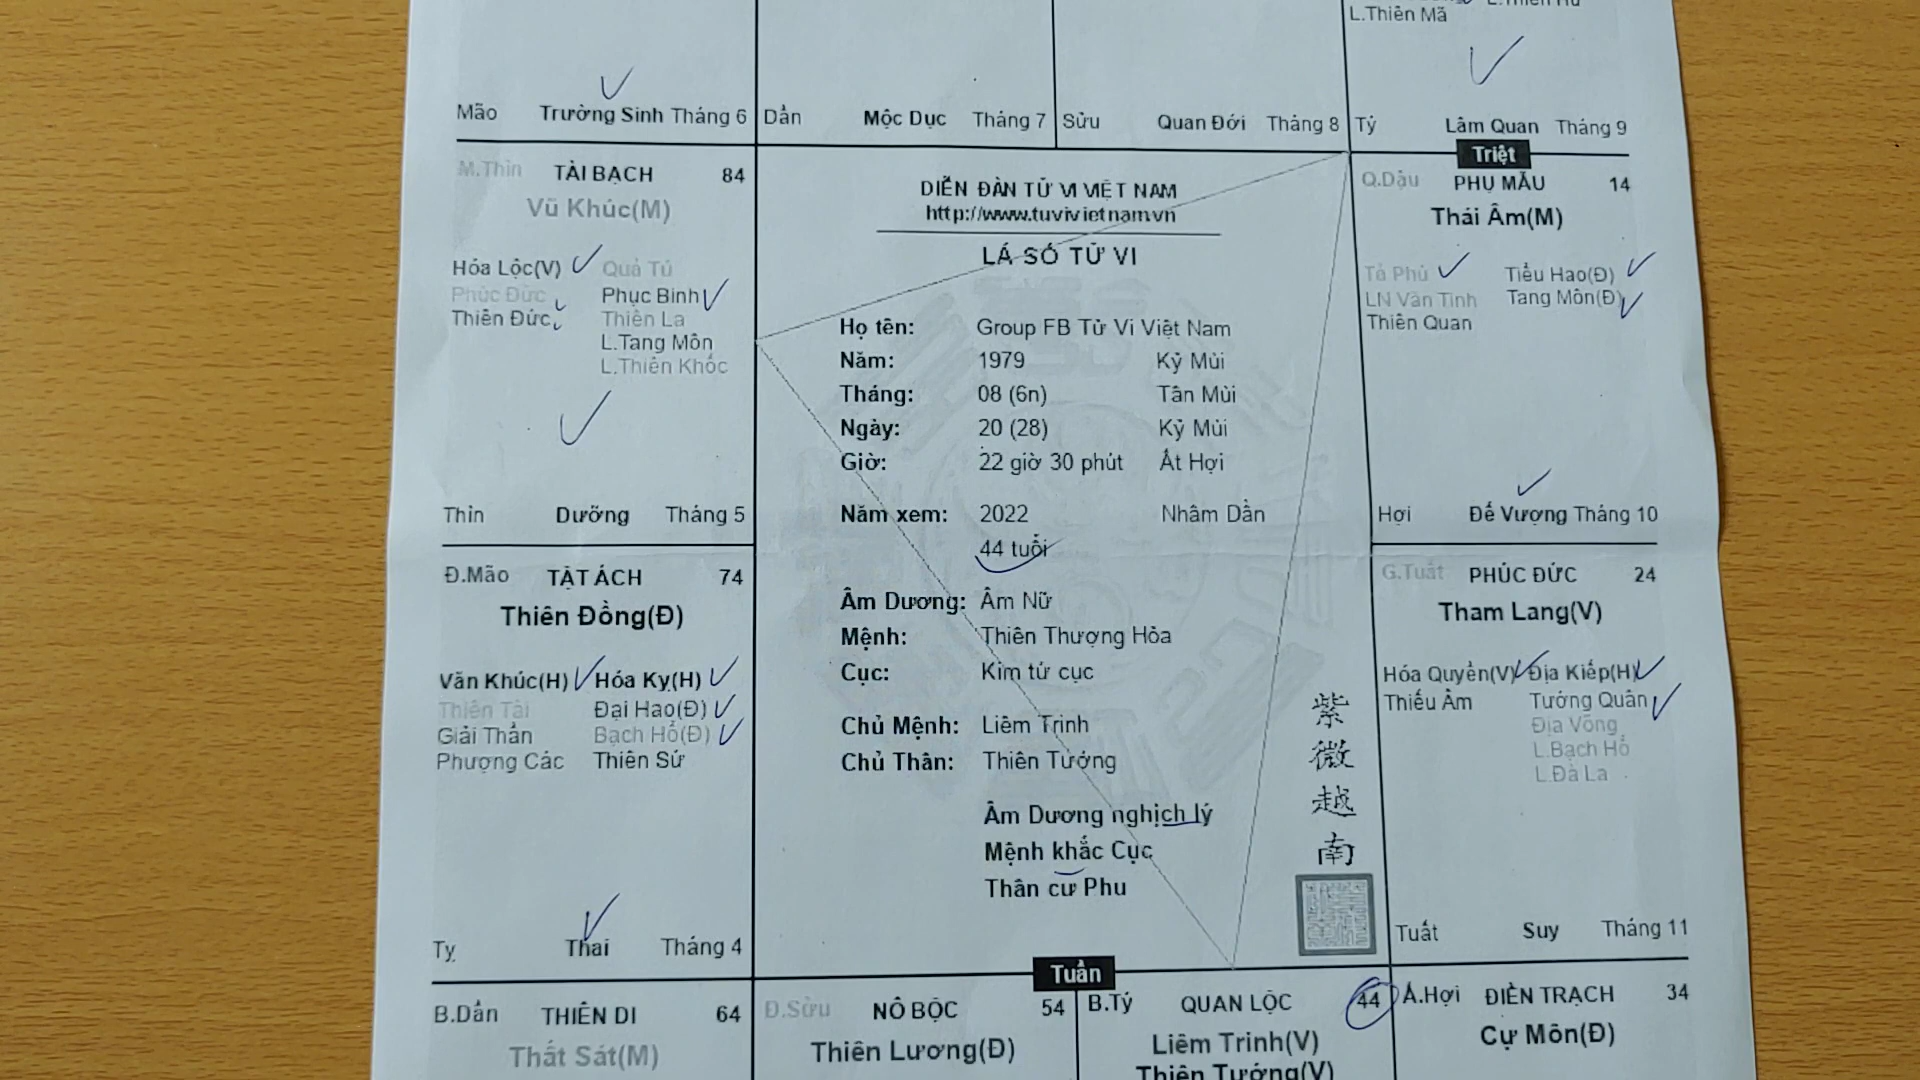 L.Thiên Mã
Mão Trường Sinh Tháng 6
Dần Mộc Dục Tháng 7
Sửu Quan Đới Tháng 8
Tý Lâm Quan Tháng 9
Triệt
M.Thìn TÀI BẠCH 84
Vũ Khúc(M)
Hóa Lộc(V) Quả Tú
Phúc Đức Phục Binh
Thiên Đức Thiên La
L.Tang Môn
L.Thiên Khốc
Thìn Dưỡng Tháng 5
DIỄN ĐÀN TỬ VI VIỆT NAM
http://www.tuvivietnam.vn
LÁ SỐ TỬ VI
Họ tên: Group FB Tử Vi Việt Nam
Năm: 1979 Kỷ Mùi
Tháng: 08 (6n) Tân Mùi
Ngày: 20 (28) Kỷ Mùi
Giờ: 22 giờ 30 phút Ất Hợi
Năm xem: 2022 Nhâm Dần
44 tuổi
Âm Dương: Âm Nữ
Mệnh: Thiên Thượng Hỏa
Cục: Kim tứ cục
Chủ Mệnh: Liêm Trinh
Chủ Thân: Thiên Tướng
Âm Dương nghịch lý
Mệnh khắc Cục
Thân cư Phu
紫微越南
Q.Dậu PHỤ MẪU 14
Thái Âm(M)
Tả Phù Tiểu Hao(Đ)
LN Văn Tinh Tang Môn(Đ)
Thiên Quan
Hợi Đế Vượng Tháng 10
Đ.Mão TẬT ÁCH 74
Thiên Đồng(Đ)
Văn Khúc(H) Hóa Kỵ(H)
Thiên Tài Đại Hao(Đ)
Giải Thần Bạch Hổ(Đ)
Phượng Các Thiên Sứ
Tỵ Thai Tháng 4
G.Tuất PHÚC ĐỨC 24
Tham Lang(V)
Hóa Quyền(V) Địa Kiếp(H)
Thiếu Âm Tướng Quân
Địa Võng
L.Bạch Hổ
L.Đà La
Tuất Suy Tháng 11
Tuần
B.Dần THIÊN DI 64
Thất Sát(M)
Đ.Sửu NÔ BỘC 54
Thiên Lương(Đ)
B.Tý QUAN LỘC 44
Liêm Trinh(V)
Thiên Tướng(V)
Ấ.Hợi ĐIỀN TRẠCH 34
Cự Môn(Đ)